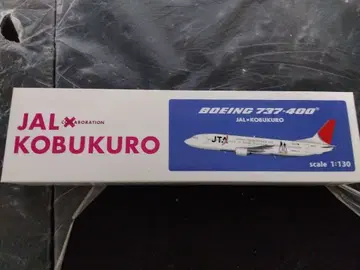 JAL×
COLLABORATION
KOBUKURO
BOEING 737-400®
JAL×KOBUKURO
JTA
scale 1:130